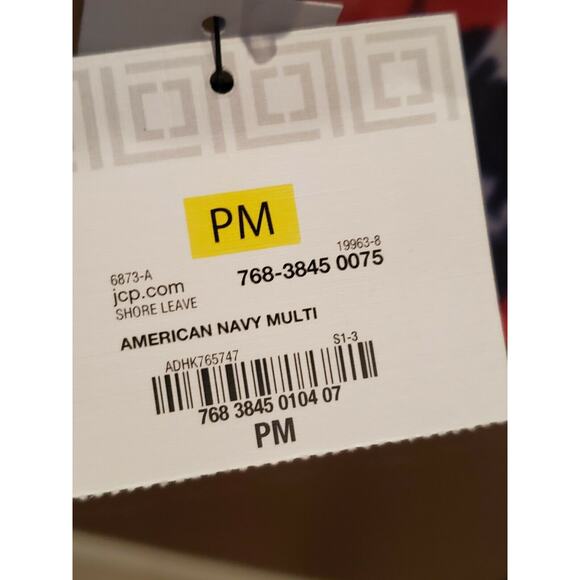 PM
6873-A
19963-8
jcp.com
768-3845 0075
SHORE LEAVE
AMERICAN NAVY MULTI
ADHK765747
S1-3
768 3845 0104 07
PM